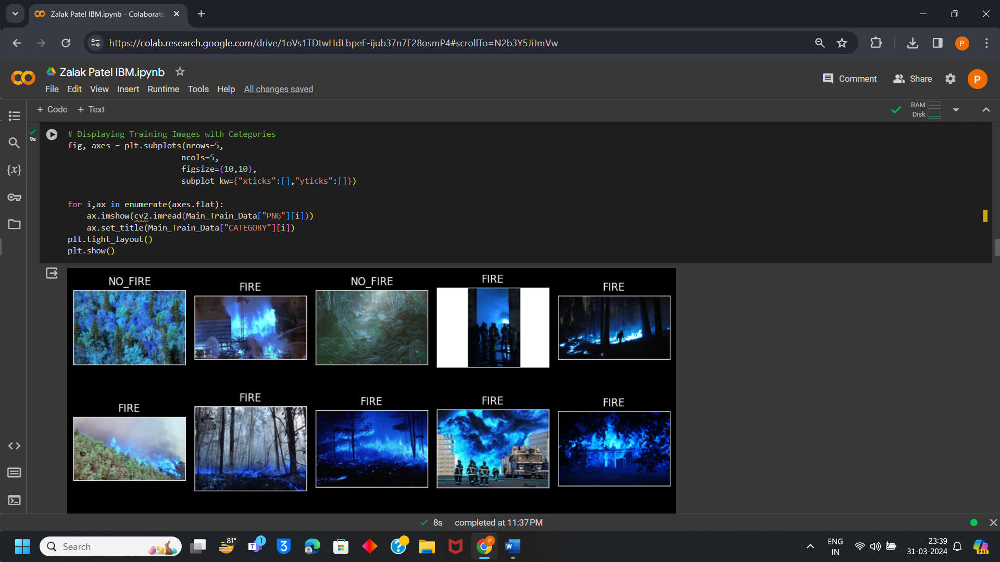 Zalak Patel IBM.ipynb - Colaborato
https://colab.research.google.com/drive/1oVs1TDtwHdLbpeF-ijub37n7F28osmP4#scrollTo=N2b3Y5JiJmVw
P
Zalak Patel IBM.ipynb
File Edit View Insert Runtime Tools Help All changes saved
Comment Share P
+ Code + Text
RAM
Disk
9s
# Displaying Training Images with Categories
fig, axes = plt.subplots(nrows=5,
ncols=5,
figsize=(10,10),
subplot_kw={"xticks":[],"yticks":[]})
for i,ax in enumerate(axes.flat):
ax.imshow(cv2.imread(Main_Train_Data["PNG"][i]))
ax.set_title(Main_Train_Data["CATEGORY"][i])
plt.tight_layout()
plt.show()
{x}
NO_FIRE FIRE NO_FIRE FIRE FIRE
FIRE FIRE FIRE FIRE FIRE
8s completed at 11:37 PM
Search
81°
T 1
3
?
P
W
ENG
IN
23:39
31-03-2024
PRE